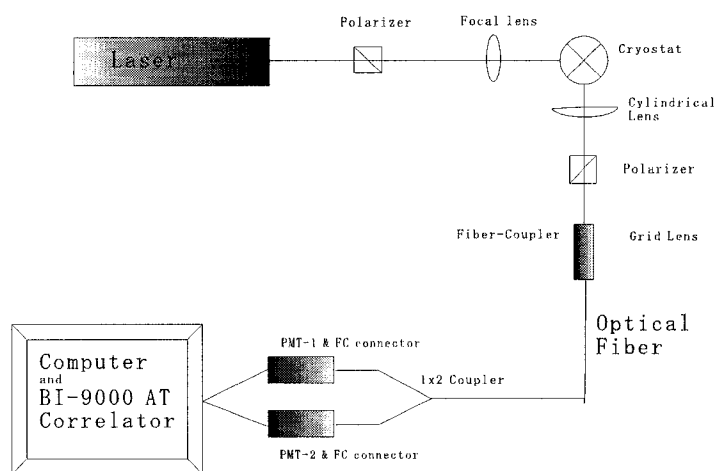 Polarizer
Focal lens
Laser
Cryostat
Cylindrical
Lens
Polarizer
Fiber-Coupler
Grid Lens
Optical
Fiber
PMT-1 & FC connector
Computer
and
BI-9000 AT
Correlator
1x2 Coupler
PMT-2 & FC connector